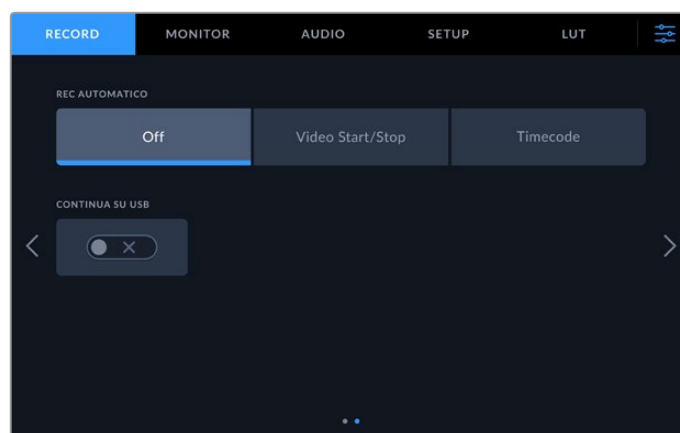 RECORD MONITOR AUDIO SETUP LUT
REC AUTOMATICO
Off Video Start/Stop Timecode
CONTINUA SU USB